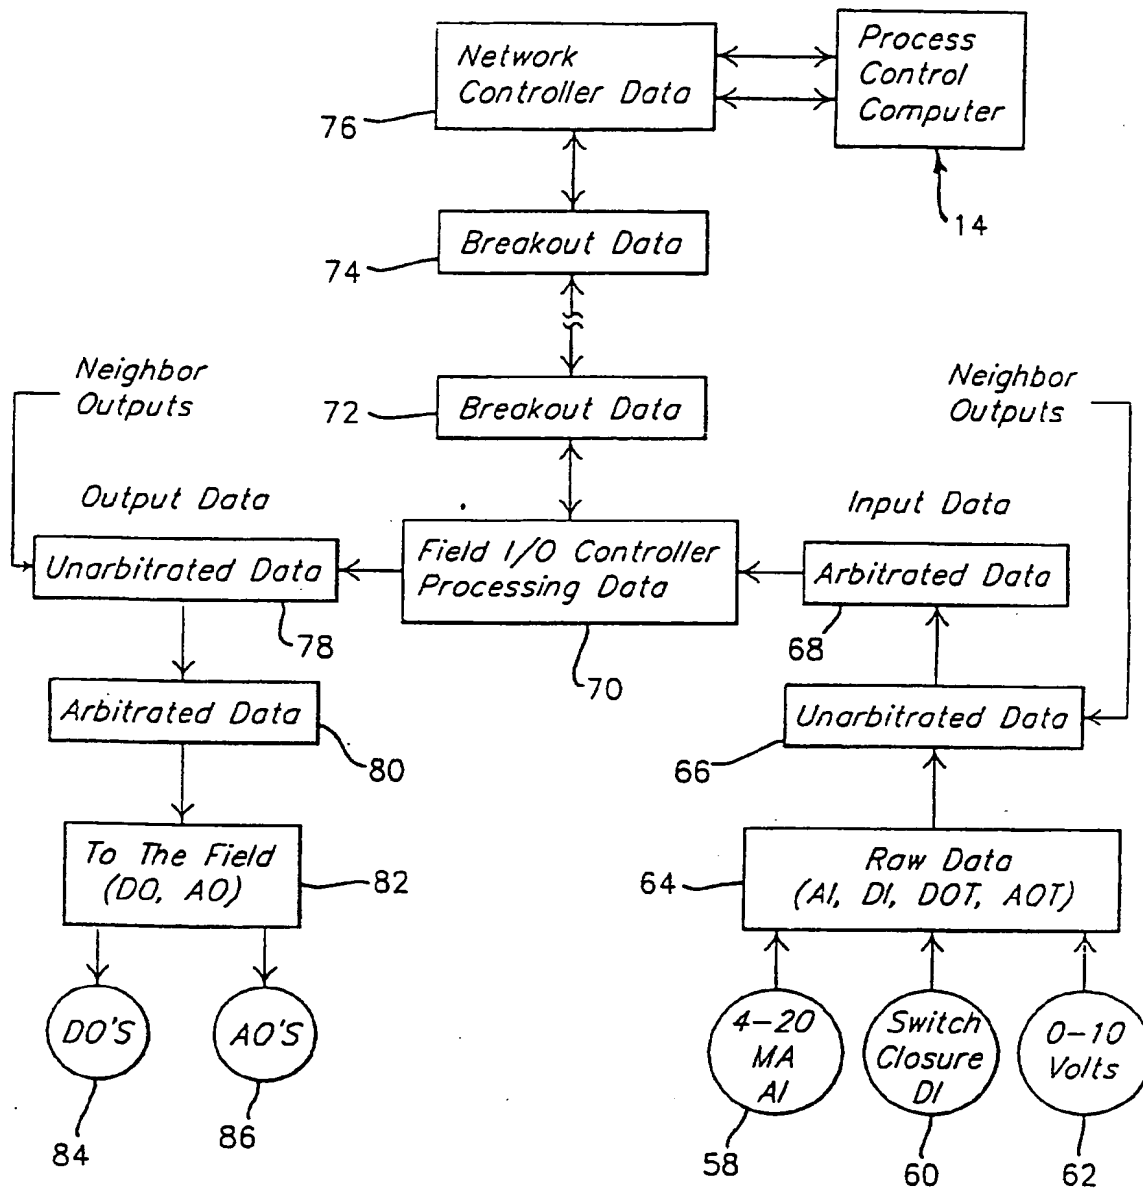 Network
Controller Data
76
Process
Control
Computer
14
Breakout Data
74
Neighbor
Outputs
Breakout Data
72
Neighbor
Outputs
Output Data
Input Data
Unarbitrated Data
78
Field I/O Controller
Processing Data
70
Arbitrated Data
68
Arbitrated Data
80
Unarbitrated Data
66
To The Field
(DO, AO)
82
Raw Data
(AI, DI, DOT, AOT)
64
DO'S
84
AO'S
86
4-20
MA
AI
58
Switch
Closure
DI
60
0-10
Volts
62